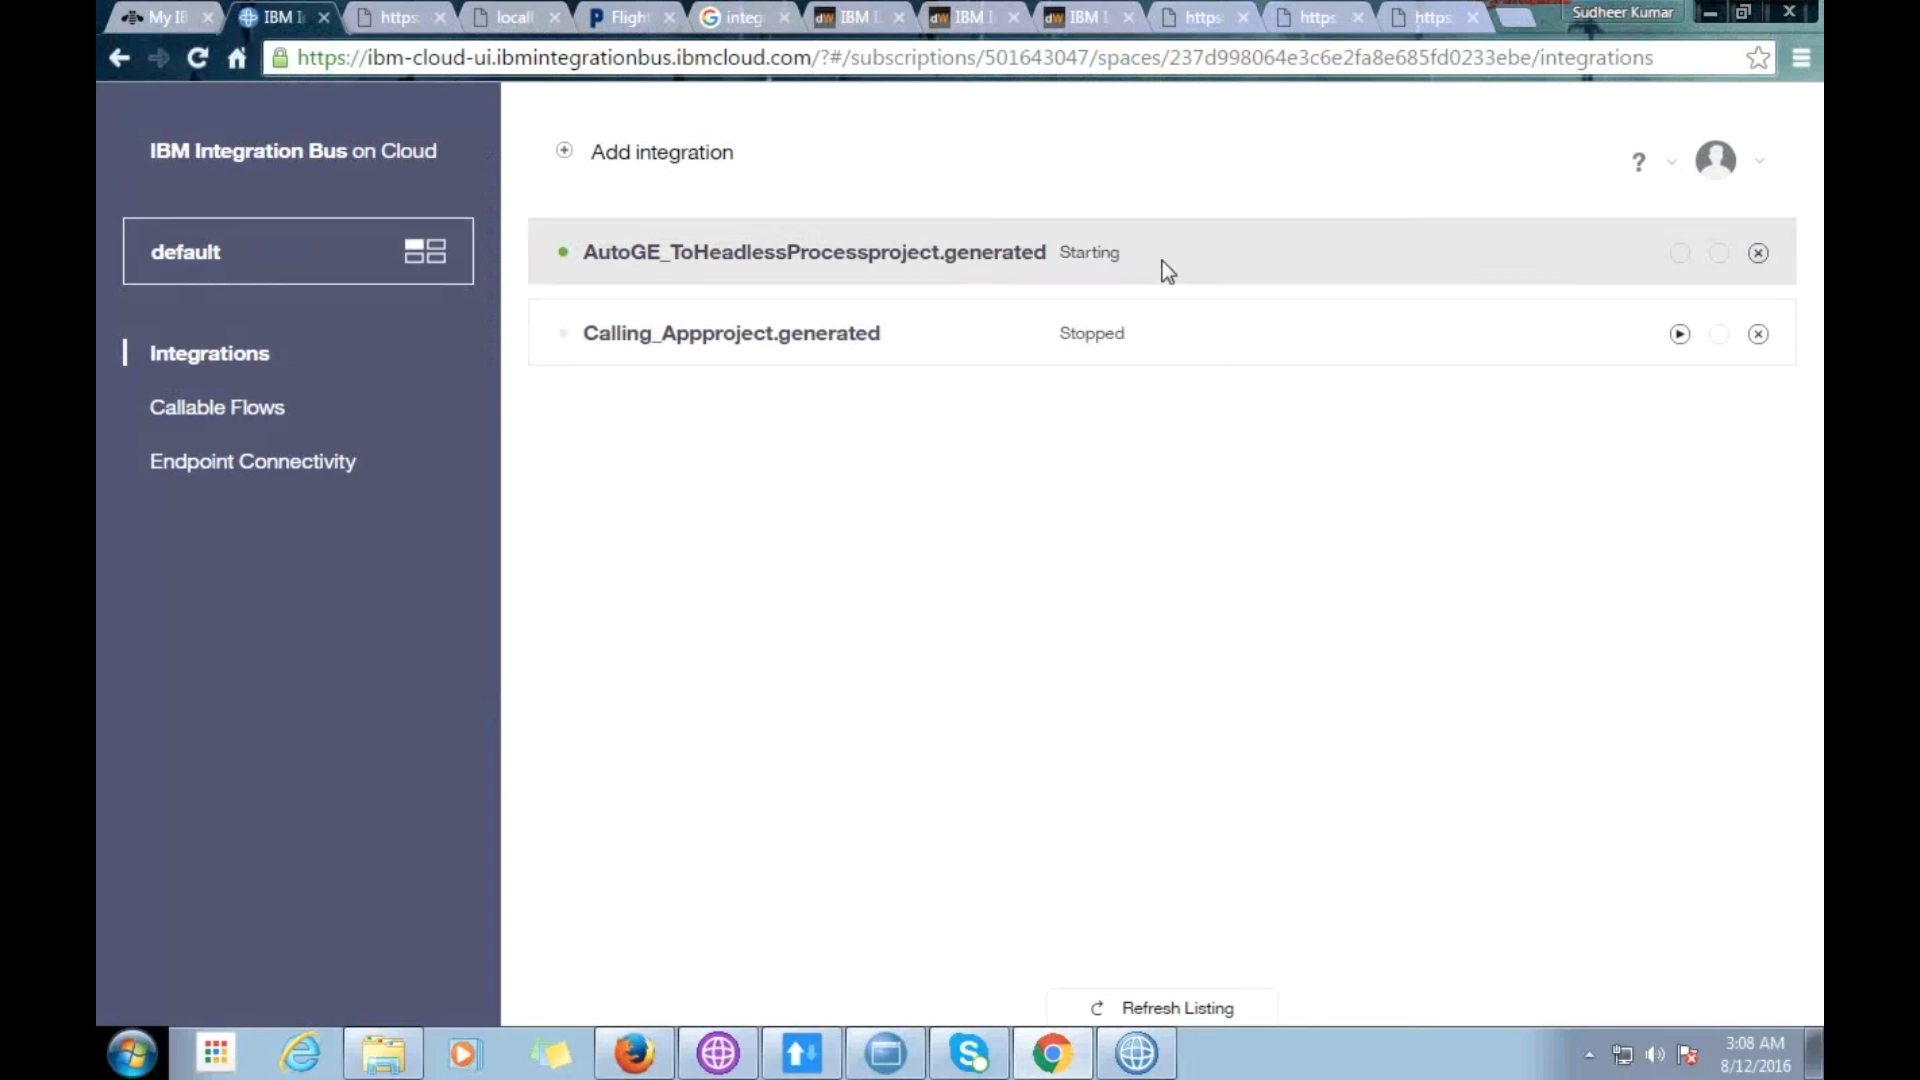 My IB
IBM I
https
locall
Fligh
integ
IBM I
IBM I
IBM I
https
https
https
Sudheer Kumar
https://ibm-cloud-ui.ibmintegrationbus.ibmcloud.com/?#/subscriptions/501643047/spaces/237d998064e3c6e2fa8e685fd0233ebe/integrations
IBM Integration Bus on Cloud
default
Integrations
Callable Flows
Endpoint Connectivity
Add integration
?
AutoGE_ToHeadlessProcessproject.generated Starting
Calling_Appproject.generated Stopped
Refresh Listing
3:08 AM
8/12/2016